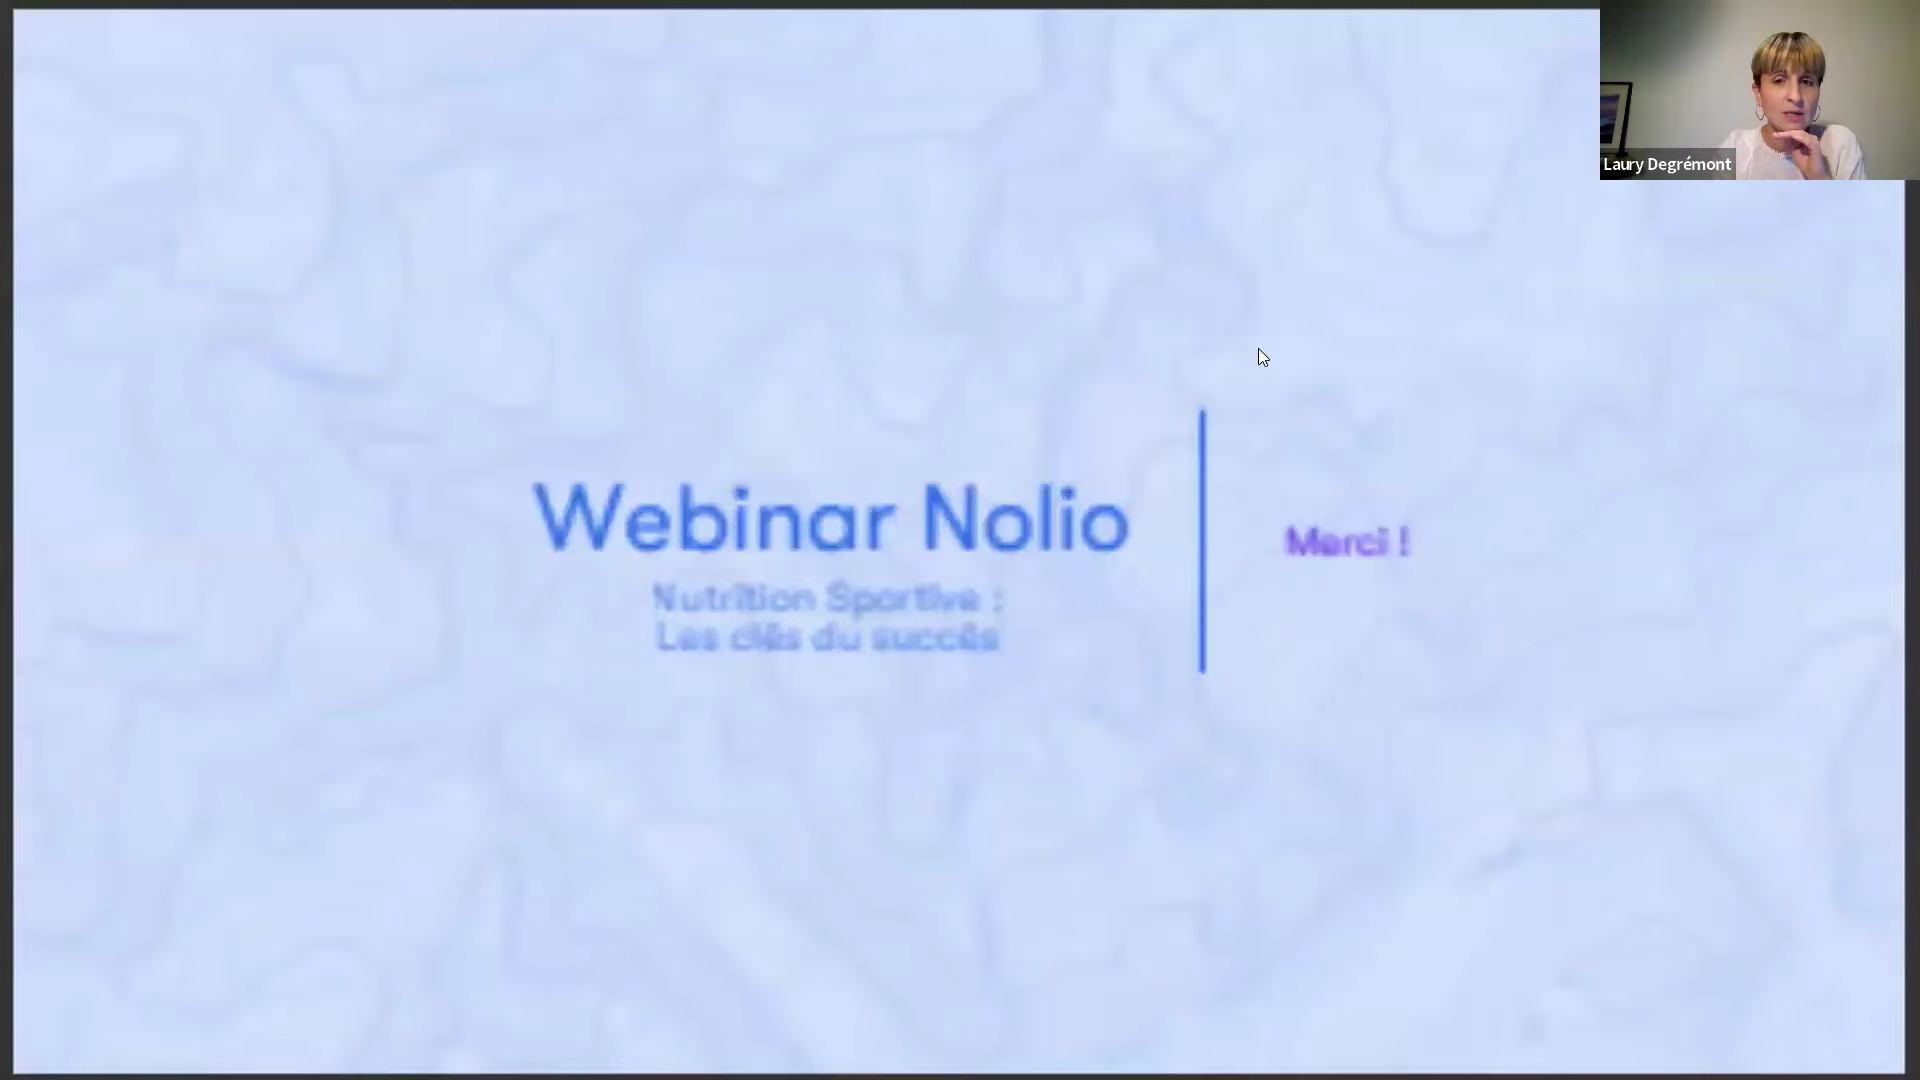 Webinar Nolio
Nutrition Sportive :
Les clés du succès
Merci !
Laury Degrémont